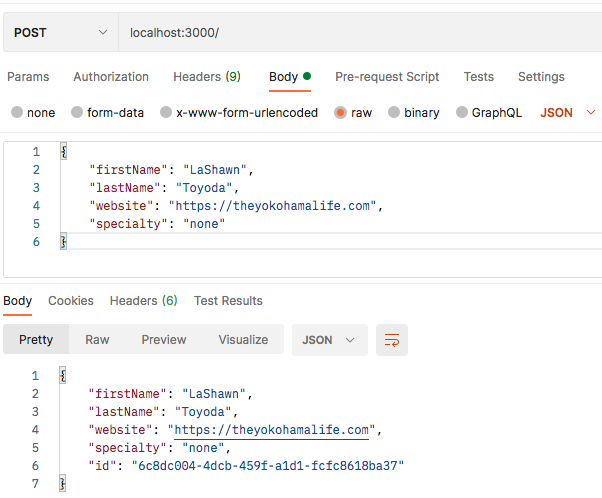 POST localhost:3000/
Params Authorization Headers (9) Body Pre-request Script Tests Settings
none form-data x-www-form-urlencoded raw binary GraphQL JSON
1 {
2 "firstName": "LaShawn",
3 "lastName": "Toyoda",
4 "website": "https://theyokohamalife.com",
5 "specialty": "none"
6 }
Body Cookies Headers (6) Test Results
Pretty Raw Preview Visualize JSON
1 {
2 "firstName": "LaShawn",
3 "lastName": "Toyoda",
4 "website": "https://theyokohamalife.com",
5 "specialty": "none",
6 "id": "6c8dc004-4dcb-459f-a1d1-fcfc8618ba37"
7 }